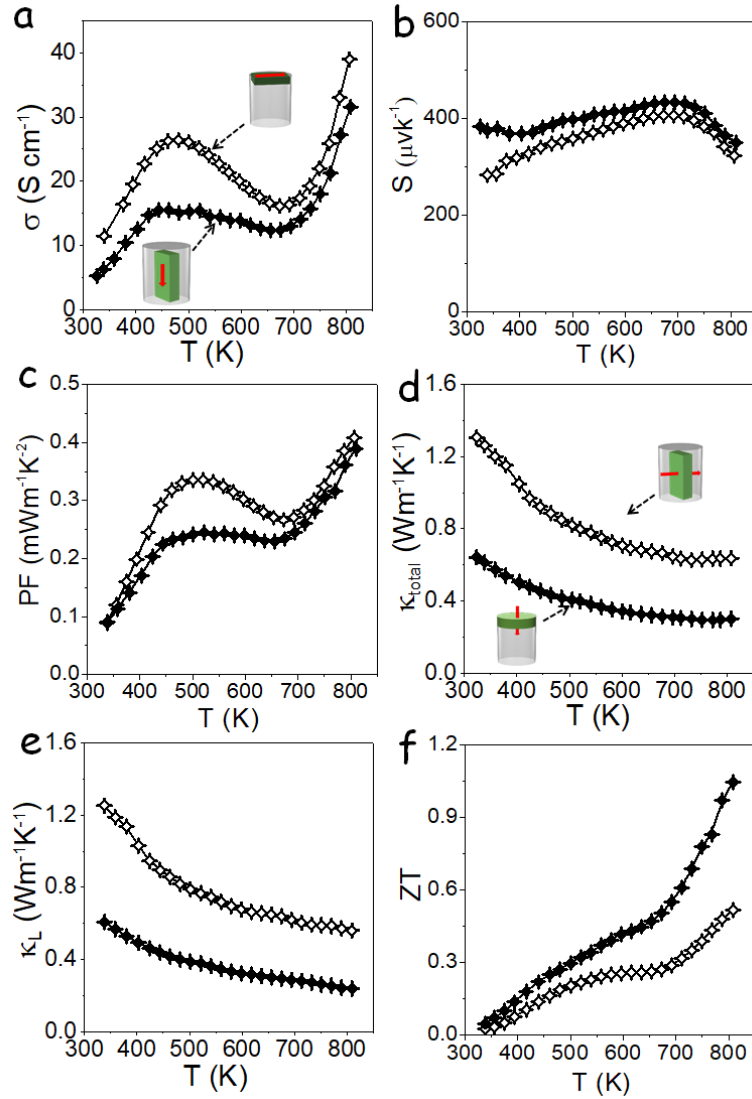 a
σ (S cm⁻¹)
40
30
20
10
0
300 400 500 600 700 800
T (K)
b
S (μvk⁻¹)
600
400
200
0
300 400 500 600 700 800
T (K)
c
PF (mWm⁻¹K⁻²)
0.5
0.4
0.3
0.2
0.1
0.0
300 400 500 600 700 800
T (K)
d
κtotal (Wm⁻¹K⁻¹)
1.6
1.2
0.8
0.4
0.0
300 400 500 600 700 800
T (K)
e
κL (Wm⁻¹K⁻¹)
1.6
1.2
0.8
0.4
0.0
300 400 500 600 700 800
T (K)
f
ZT
1.2
0.9
0.6
0.3
0.0
300 400 500 600 700 800
T (K)